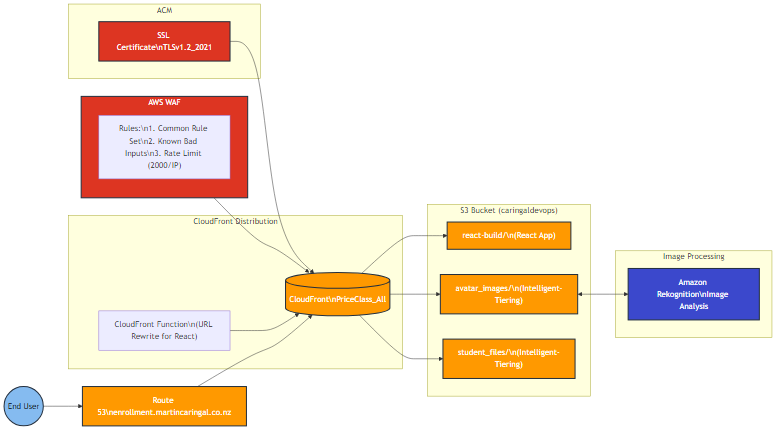 ACM
SSL
Certificate\nTLSv1.2_2021
AWS WAF
Rules:\n1. Common Rule
Set\n2. Known Bad
Inputs\n3. Rate Limit
(2000/IP)
CloudFront Distribution
CloudFront\nPriceClass_All
CloudFront Function\n(URL
Rewrite for React)
S3 Bucket (caringaldevops)
react-build/\n(React App)
avatar_images/\n(Intelligent-
Tiering)
student_files/\n(Intelligent-
Tiering)
Image Processing
Amazon
Rekognition\nImage
Analysis
End User
Route
53\nenrollment.martincaringal.co.nz